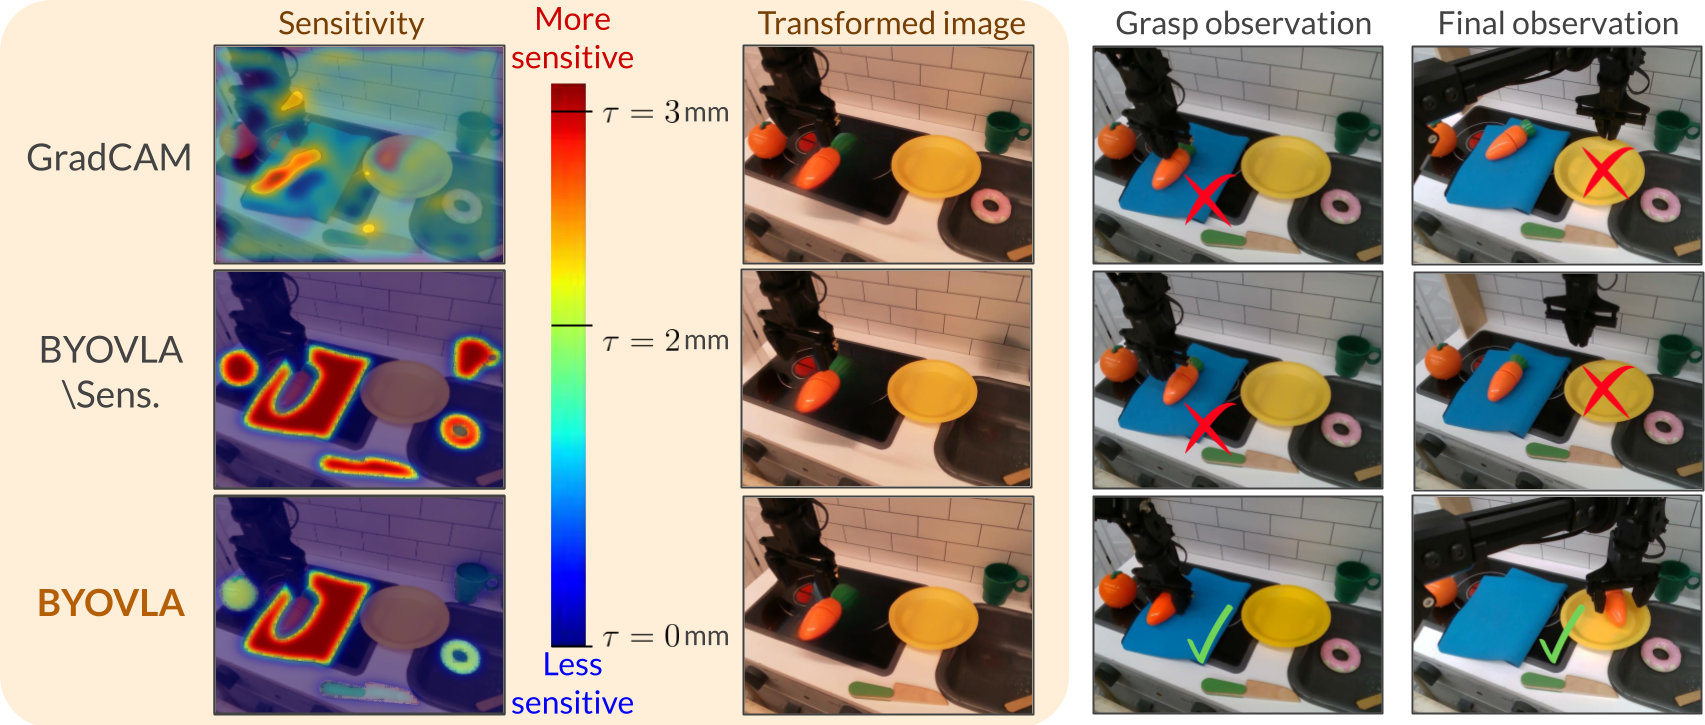 Sensitivity
More
sensitive
Transformed image
Grasp observation
Final observation
GradCAM
τ = 3mm
BYOVLA
\Sens.
τ = 2mm
BYOVLA
τ = 0mm
Less
sensitive